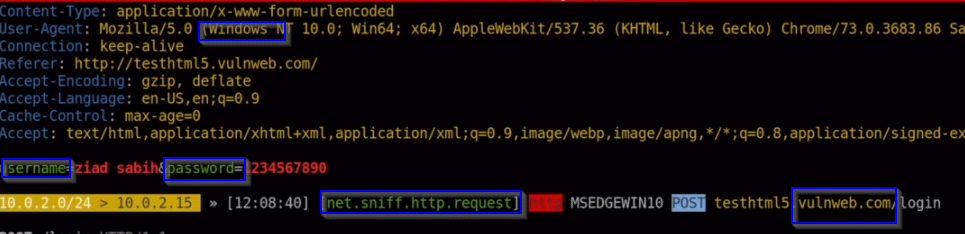 Content-Type: application/x-www-form-urlencoded
User-Agent: Mozilla/5.0 (Windows NT 10.0; Win64; x64) AppleWebKit/537.36 (KHTML, like Gecko) Chrome/73.0.3683.86 Sa
Connection: keep-alive
Referer: http://testhtml5.vulnweb.com/
Accept-Encoding: gzip, deflate
Accept-Language: en-US,en;q=0.9
Cache-Control: max-age=0
Accept: text/html,application/xhtml+xml,application/xml;q=0.9,image/webp,image/apng,*/*;q=0.8,application/signed-ex
username=ziad sabih&password=1234567890
10.0.2.0/24 > 10.0.2.15 » [12:08:40] [net.sniff.http.request] http MSEDGEWIN10 POST testhtml5.vulnweb.com/login